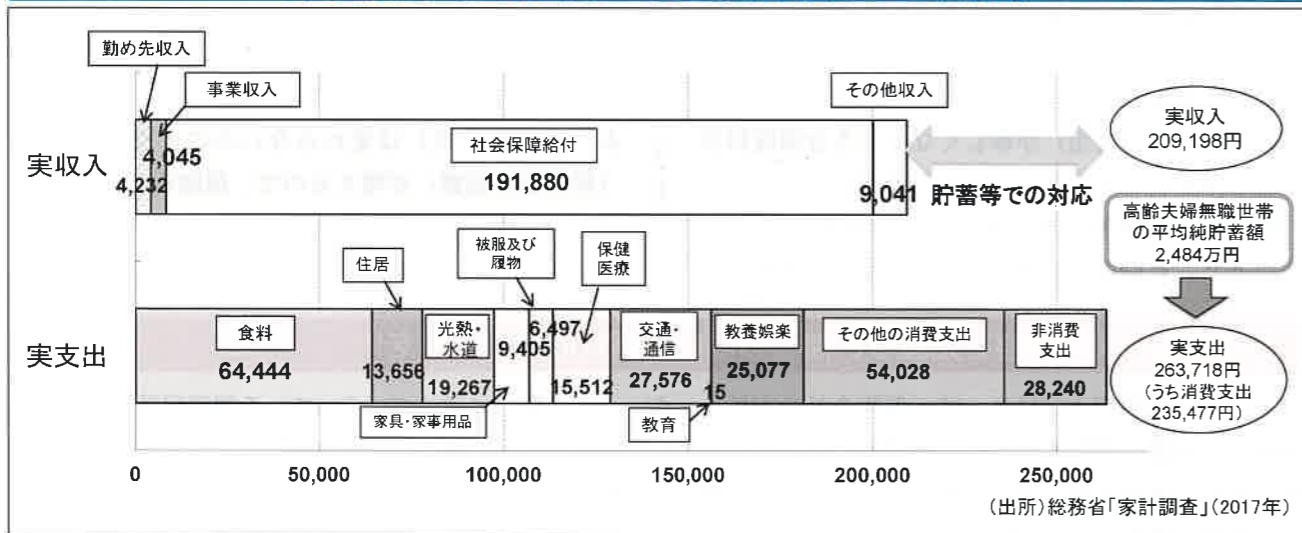 勤め先収入
事業収入
その他収入
実収入
4,232
4,045
社会保障給付
191,880
9,041
貯蓄等での対応
実収入
209,198円
高齢夫婦無職世帯
の平均純貯蓄額
2,484万円
住居
被服及び
履物
保健
医療
実支出
食料
64,444
13,656
光熱・
水道
19,267
9,405
6,497
15,512
交通・
通信
27,576
15
教養娯楽
25,077
その他の消費支出
54,028
非消費
支出
28,240
家具・家事用品
教育
実支出
263,718円
(うち消費支出
235,477円)
0
50,000
100,000
150,000
200,000
250,000
(出所)総務省「家計調査」(2017年)